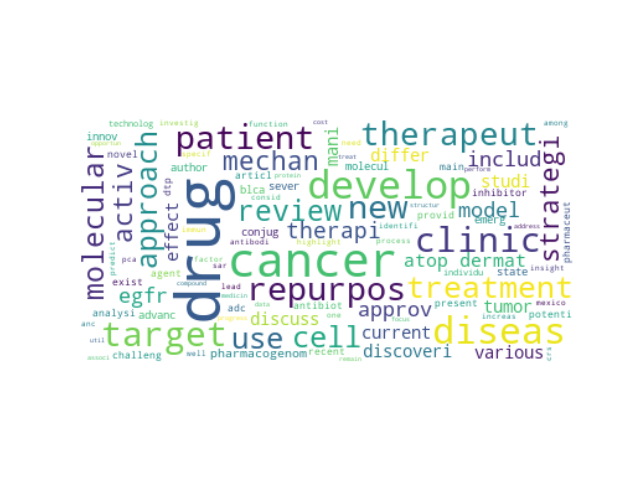 technolog
investig
function
cost
among
innov
patient
therapeut
novel
specif
need
mani
treat
differ
includ
main
perform
mechan
author
articl
protein
molecul
studi
molecular
activ
approach
effect
dtp
drug
blca
sever
consid
develop
inhibitor
strategi
pharmaceut
review
new
provid
model
immun
conjug
therapi
identifi
emerg
structur
address
antibodi
highlight
process
clinic
predict
pca
factor
sar
cancer
atop dermat
agent
individu
state
insight
exist
compound
lead
medicin
repurpos
treatment
egfr
data
antibiot
approv
tumor
mexico
analysi
advanc
adc
one
increas
potenti
anc
target
use
cell
discuss
focus
current
diseas
util
progress
associ
challeng
well
pharmacogenom
recent
remain
discoveri
various
crs
present
opportun